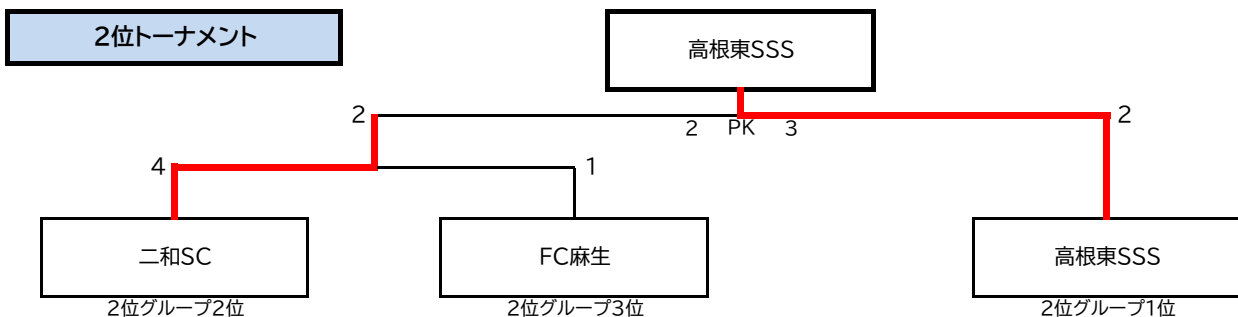 2位トーナメント
高根東SSS
2
2 PK 3
2
4
1
二和SC
FC麻生
高根東SSS
2位グループ2位
2位グループ3位
2位グループ1位